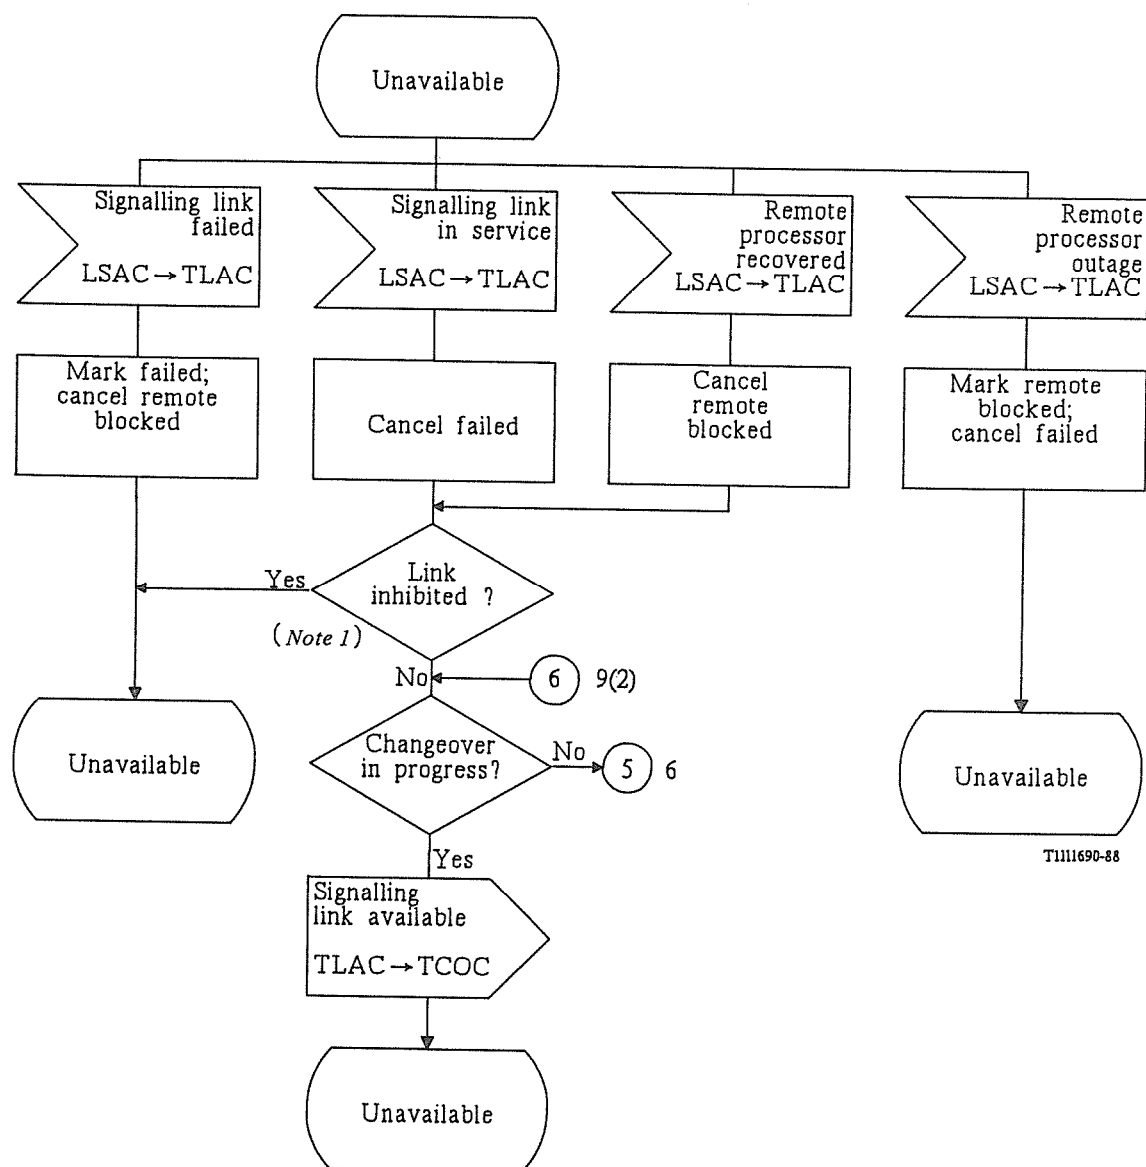 Unavailable
Signalling link
failed
LSAC→TLAC
Signalling link
in service
LSAC→TLAC
Remote
processor
recovered
LSAC→TLAC
Remote
processor
outage
LSAC→TLAC
Mark failed;
cancel remote
blocked
Cancel failed
Cancel
remote
blocked
Mark remote
blocked;
cancel failed
Yes
Link
inhibited ?
(Note 1)
No
6
9(2)
Unavailable
Changeover
in progress?
No
5
6
Unavailable
T1111690-88
Yes
Signalling
link available
TLAC→TCOC
Unavailable